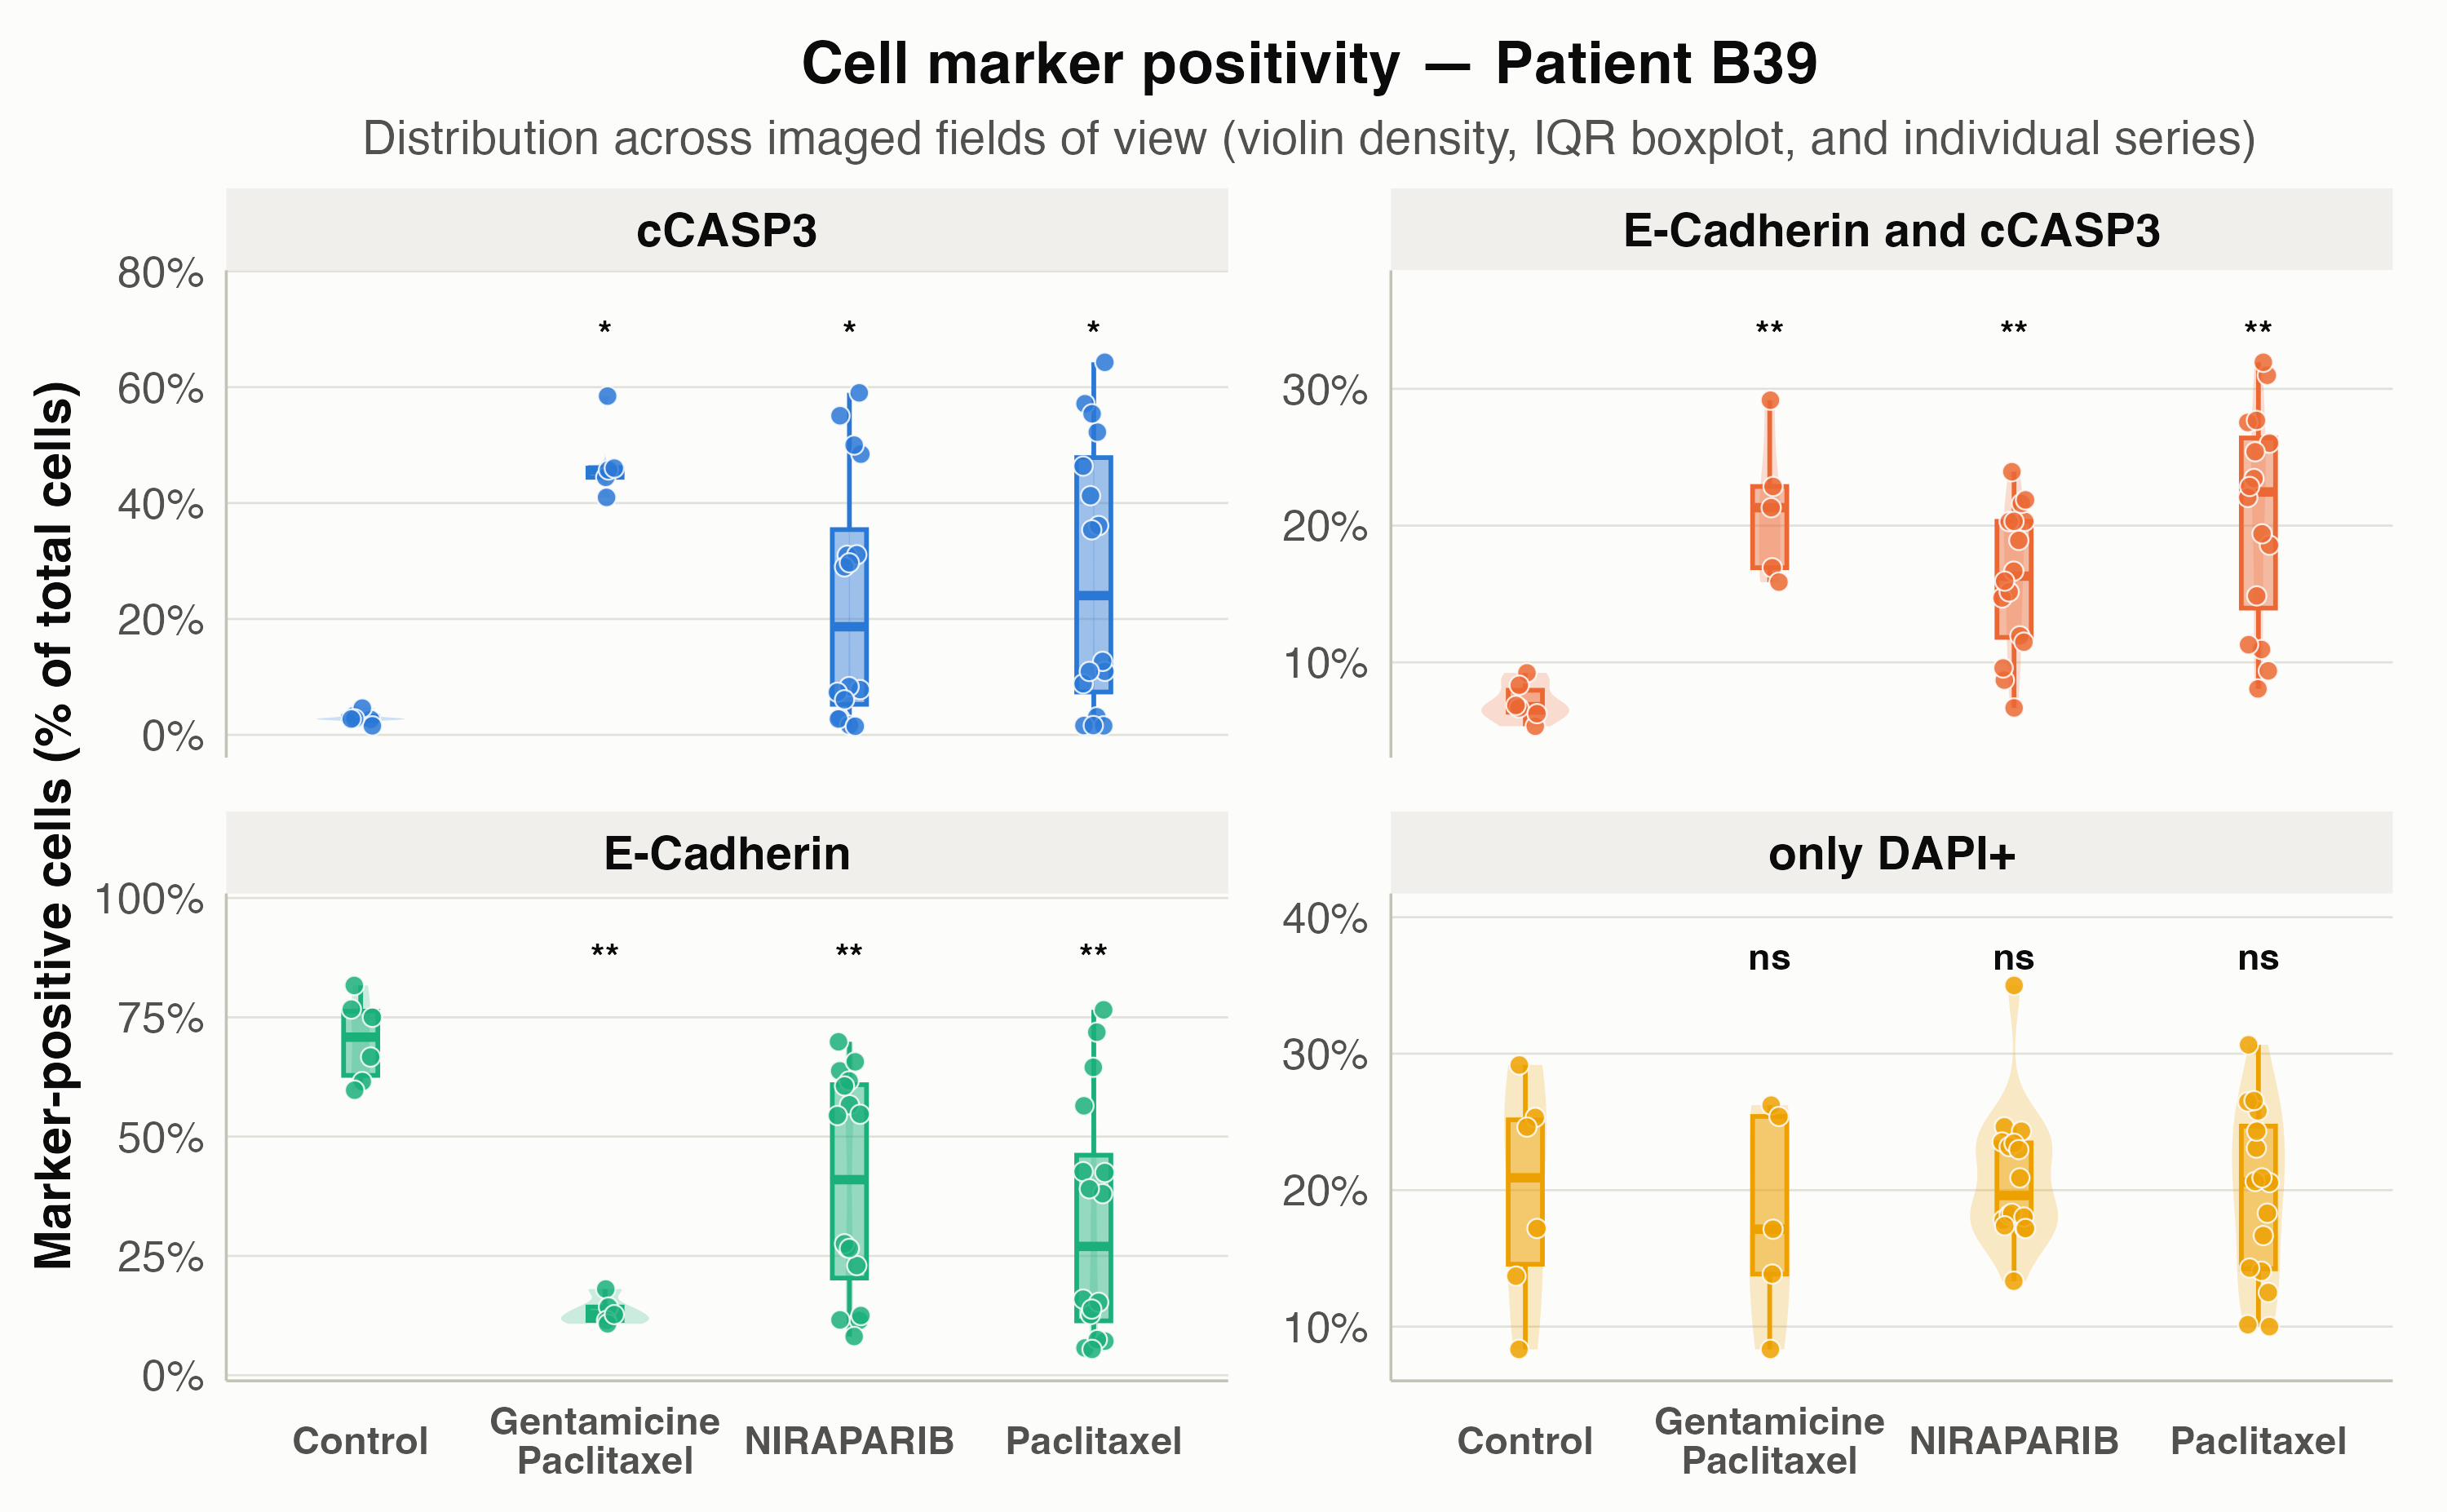 Cell marker positivity — Patient B39
Distribution across imaged fields of view (violin density, IQR boxplot, and individual series)
Marker-positive cells (% of total cells)
cCASP3
80%
60%
40%
20%
0%
* * *
E-Cadherin and cCASP3
30%
20%
10%
** ** **
E-Cadherin
100%
75%
50%
25%
0%
** ** **
Control
Gentamicine
Paclitaxel
NIRAPARIB
Paclitaxel
only DAPI+
40%
30%
20%
10%
ns ns ns
Control
Gentamicine
Paclitaxel
NIRAPARIB
Paclitaxel